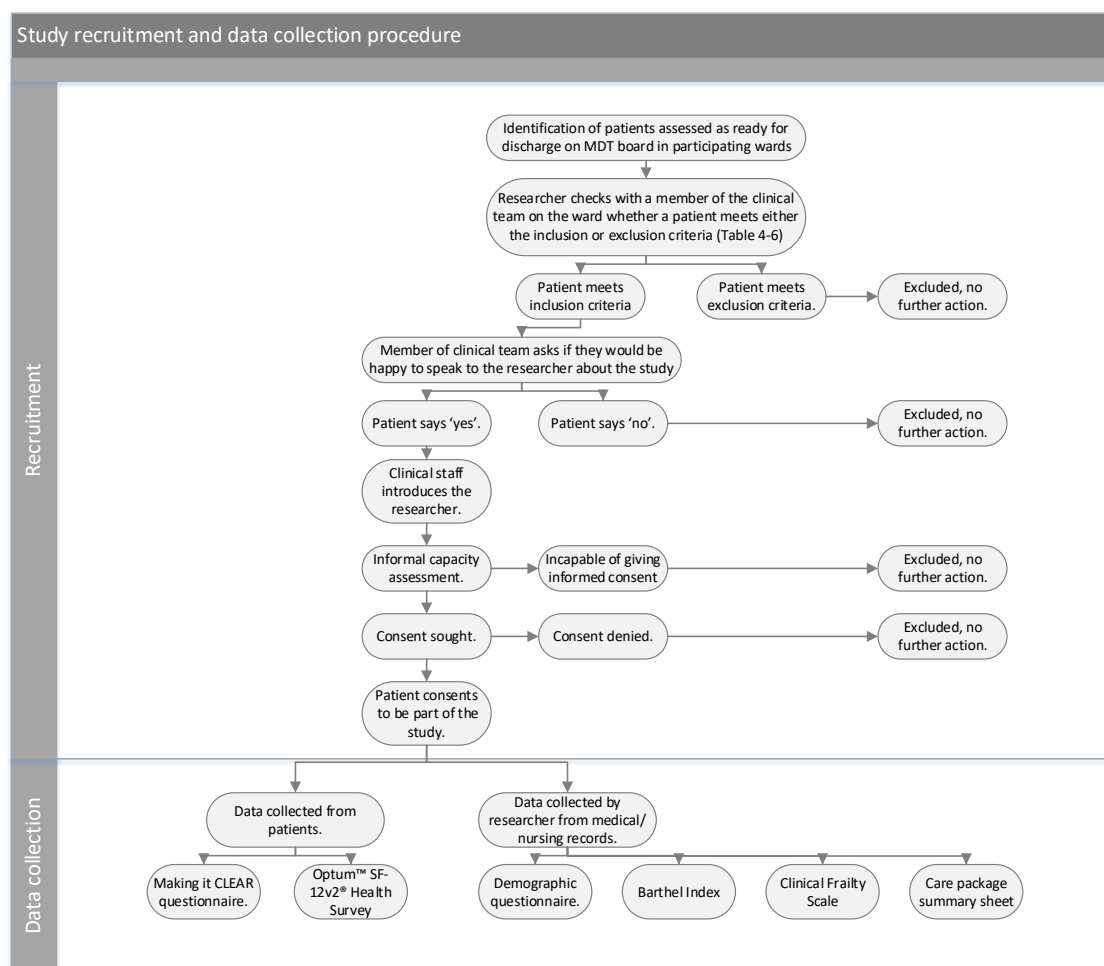 Study recruitment and data collection procedure
Recruitment
Identification of patients assessed as ready for
discharge on MDT board in participating wards
Researcher checks with a member of the clinical
team on the ward whether a patient meets either
the inclusion or exclusion criteria (Table 4-6)
Patient meets
inclusion criteria
Patient meets
exclusion criteria.
Excluded, no
further action.
Member of clinical team asks if they would be
happy to speak to the researcher about the study
Patient says ‘yes’.
Patient says ‘no’.
Excluded, no
further action.
Clinical staff
introduces the
researcher.
Informal capacity
assessment.
Incapable of giving
informed consent
Excluded, no
further action.
Consent sought.
Consent denied.
Excluded, no
further action.
Patient consents
to be part of the
study.
Data collection
Data collected from
patients.
Data collected by
researcher from medical/
nursing records.
Making it CLEAR
questionnaire.
Optum™ SF-
12v2® Health
Survey
Demographic
questionnaire.
Barthel Index
Clinical Frailty
Scale
Care package
summary sheet